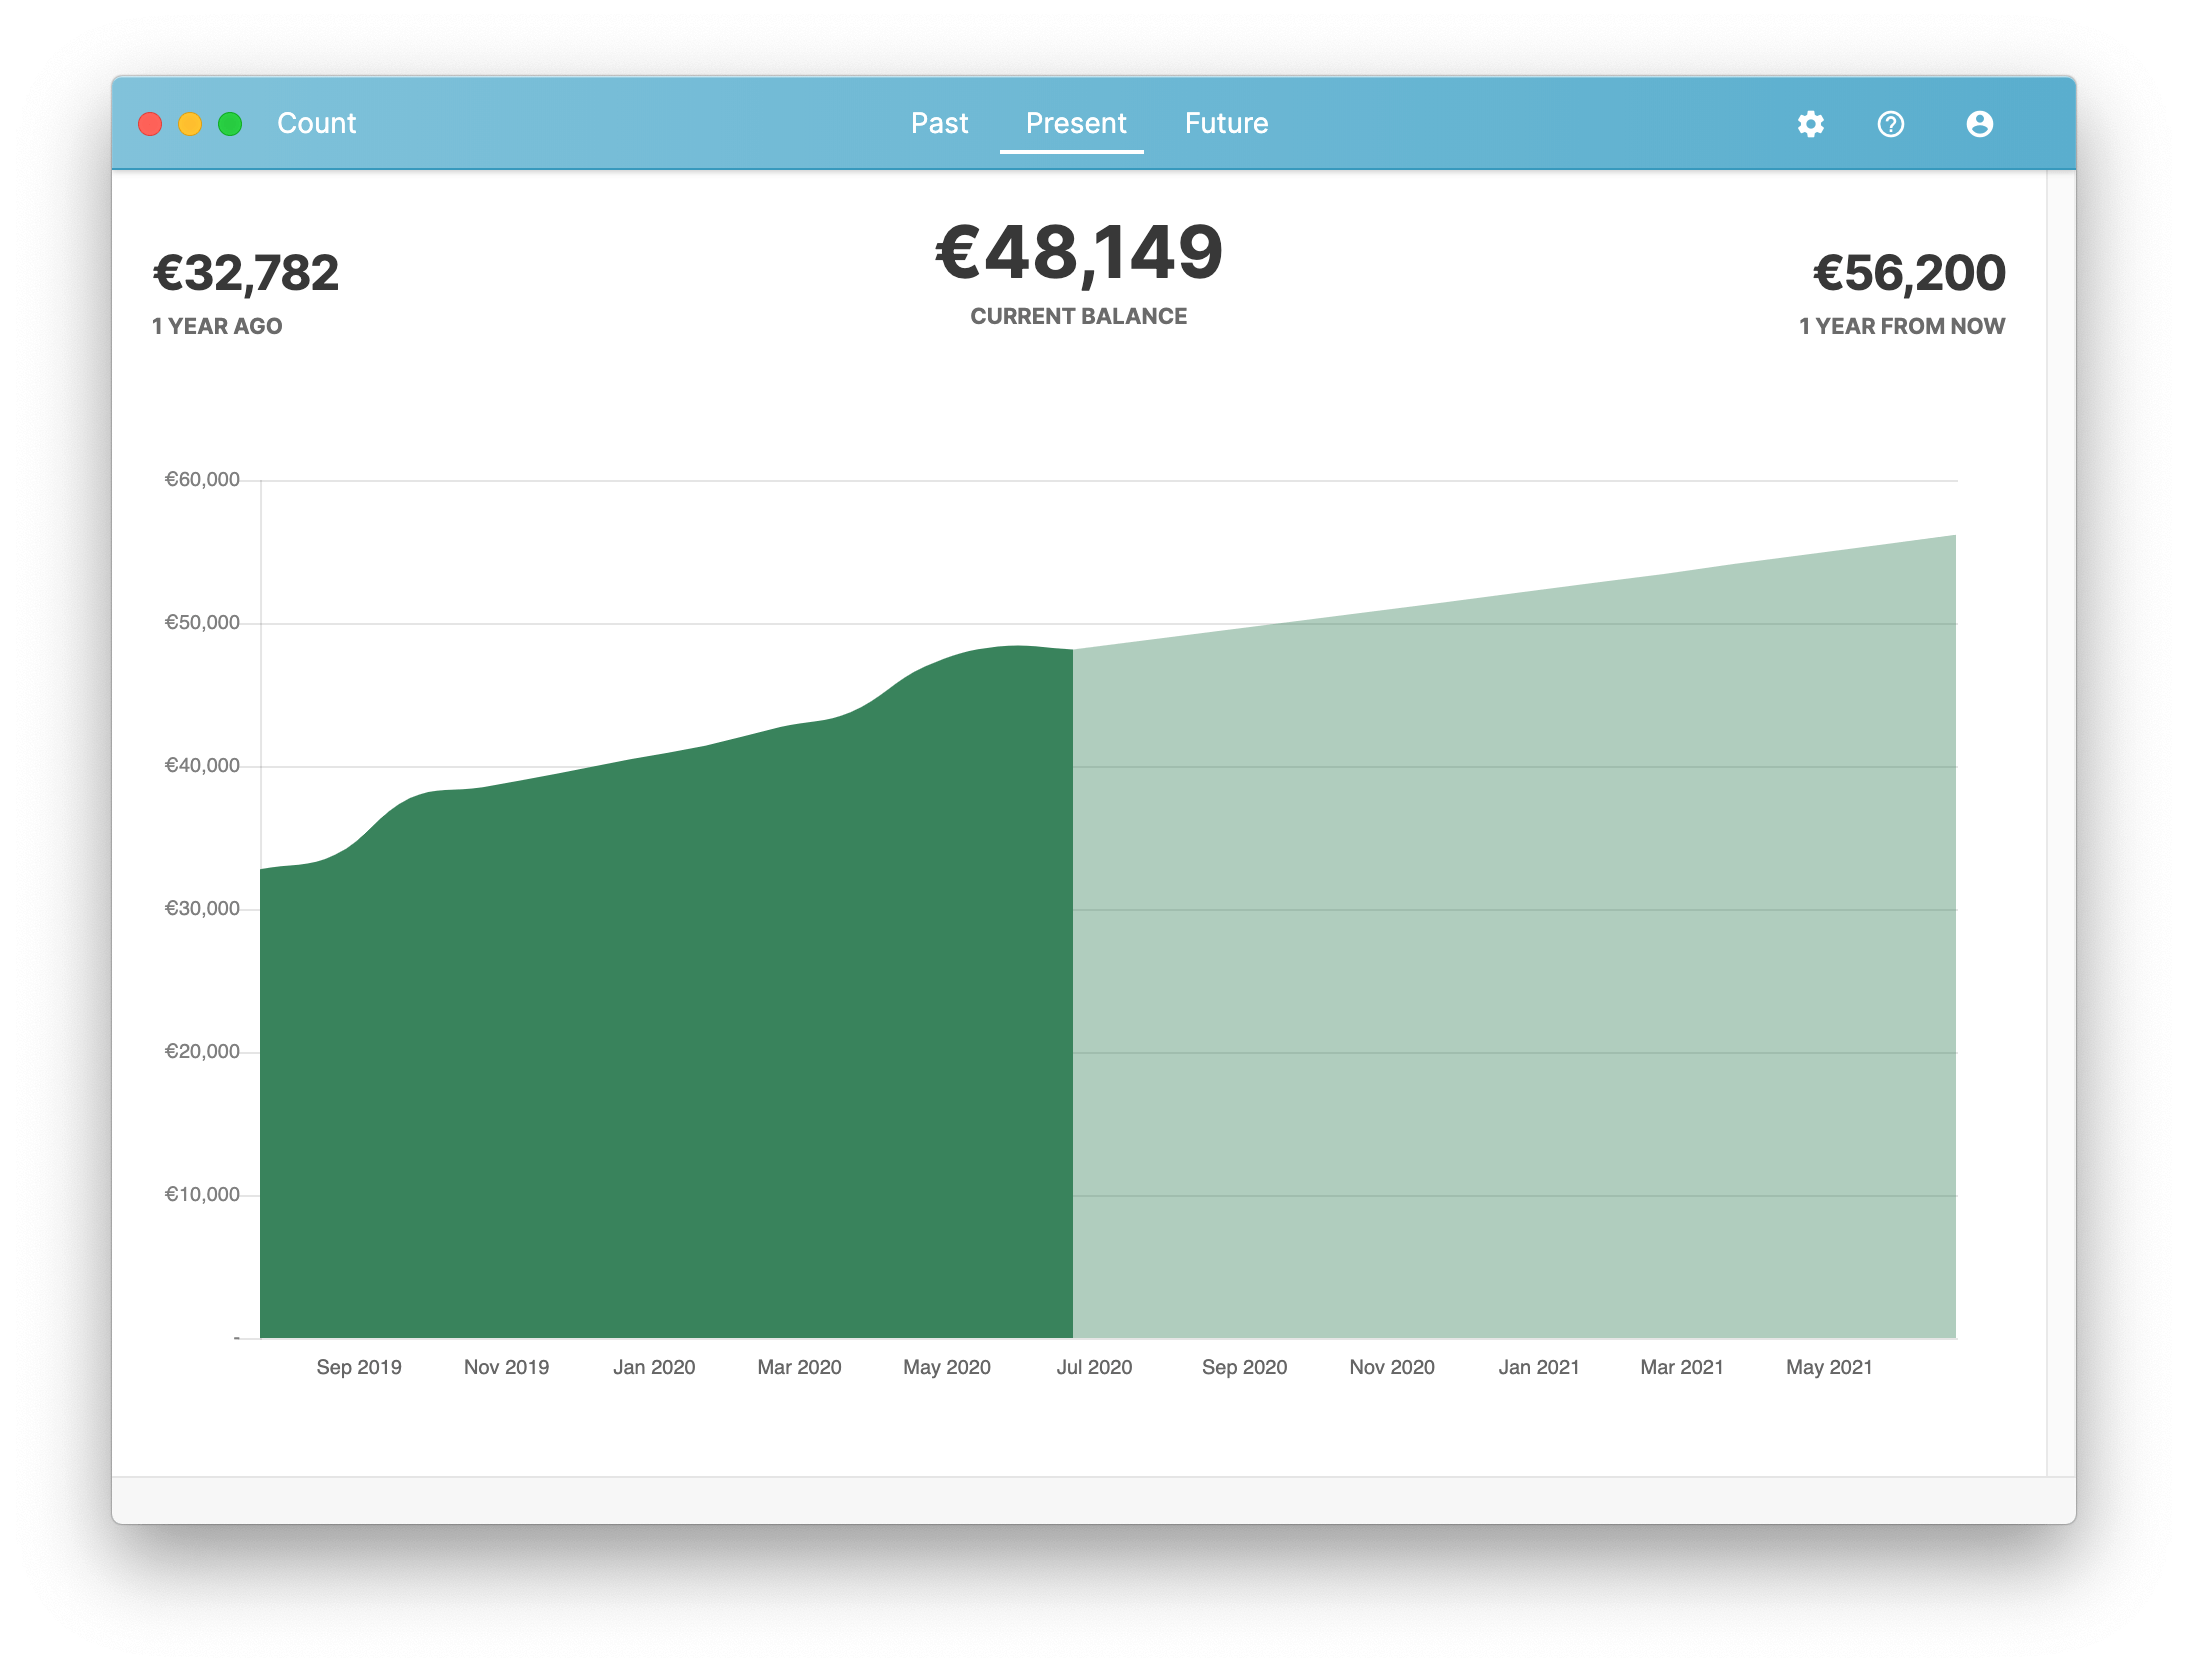 Count
Past Present Future
€32,782
1 YEAR AGO
€48,149
CURRENT BALANCE
€56,200
1 YEAR FROM NOW
€60,000
€50,000
€40,000
€30,000
€20,000
€10,000
-
Sep 2019 Nov 2019 Jan 2020 Mar 2020 May 2020 Jul 2020 Sep 2020 Nov 2020 Jan 2021 Mar 2021 May 2021